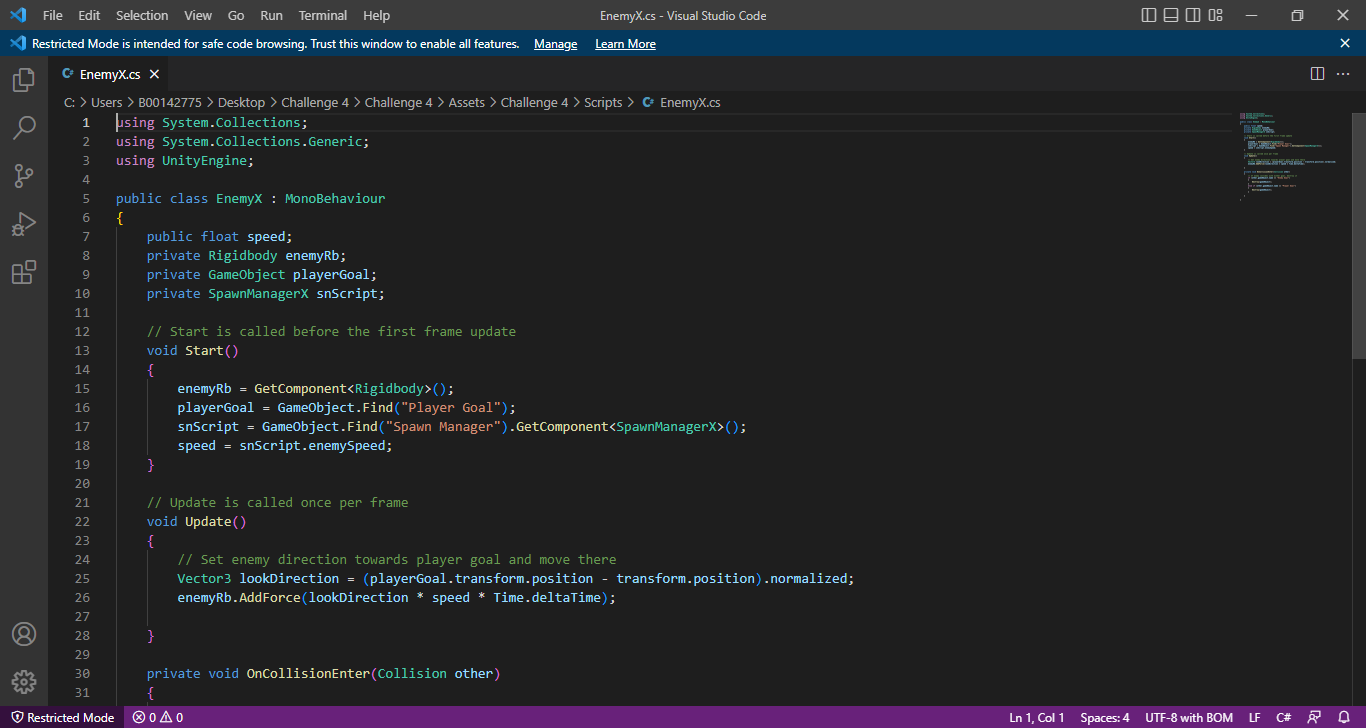 File Edit Selection View Go Run Terminal Help EnemyX.cs - Visual Studio Code
Restricted Mode is intended for safe code browsing. Trust this window to enable all features. Manage Learn More
C# EnemyX.cs
C: > Users > B00142775 > Desktop > Challenge 4 > Challenge 4 > Assets > Challenge 4 > Scripts > C# EnemyX.cs
1 using System.Collections;
2 using System.Collections.Generic;
3 using UnityEngine;
4
5 public class EnemyX : MonoBehaviour
6 {
7     public float speed;
8     private Rigidbody enemyRb;
9     private GameObject playerGoal;
10     private SpawnManagerX snScript;
11
12     // Start is called before the first frame update
13     void Start()
14     {
15         enemyRb = GetComponent<Rigidbody>();
16         playerGoal = GameObject.Find("Player Goal");
17         snScript = GameObject.Find("Spawn Manager").GetComponent<SpawnManagerX>();
18         speed = snScript.enemySpeed;
19     }
20
21     // Update is called once per frame
22     void Update()
23     {
24         // Set enemy direction towards player goal and move there
25         Vector3 lookDirection = (playerGoal.transform.position - transform.position).normalized;
26         enemyRb.AddForce(lookDirection * speed * Time.deltaTime);
27
28     }
29
30     private void OnCollisionEnter(Collision other)
31     {
Restricted Mode 0 0 Ln 1, Col 1 Spaces: 4 UTF-8 with BOM LF C#